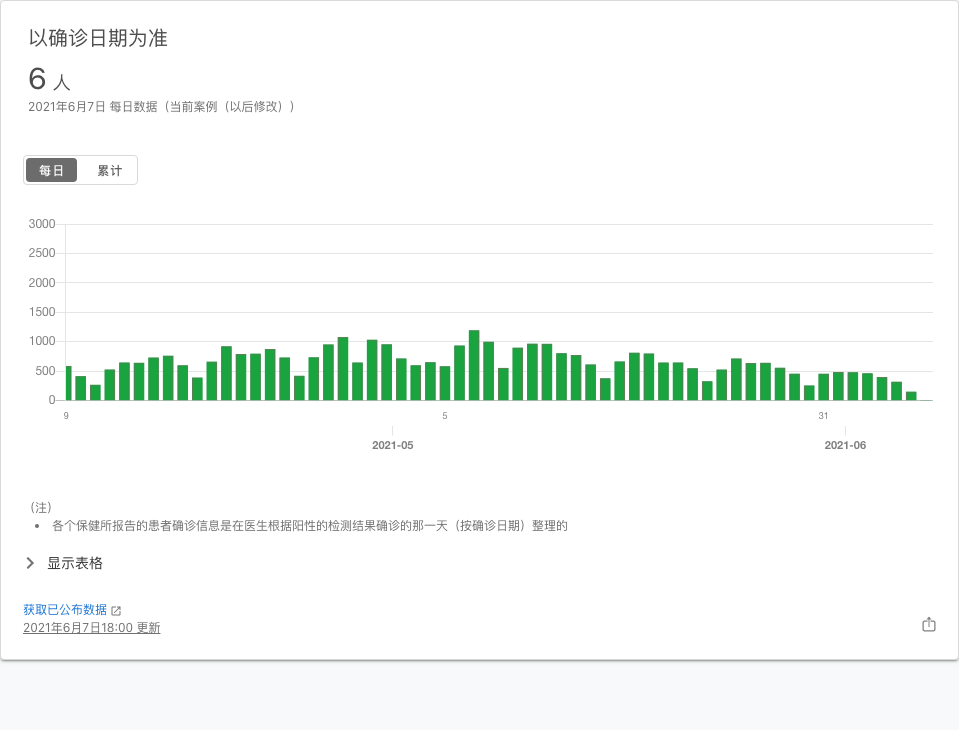 以确诊日期为准
6 人
2021年6月7日 每日数据（当前案例（以后修改））
每日 累计
3000
2500
2000
1500
1000
500
0
9 5 31
2021-05 2021-06
（注）
• 各个保健所报告的患者确诊信息是在医生根据阳性的检测结果确诊的那一天（按确诊日期）整理的
显示表格
获取已公布数据
2021年6月7日18:00 更新